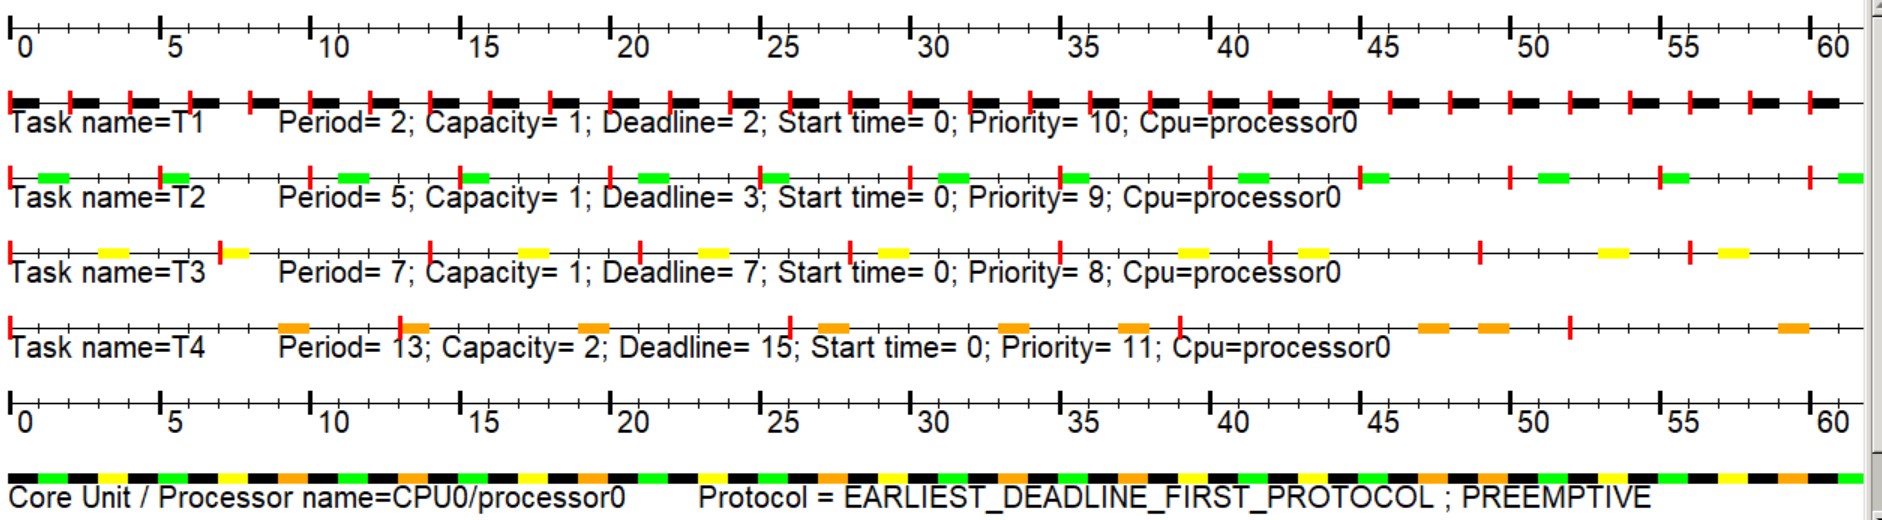 0 5 10 15 20 25 30 35 40 45 50 55 60
Task name=T1 Period= 2; Capacity= 1; Deadline= 2; Start time= 0; Priority= 10; Cpu=processor0
Task name=T2 Period= 5; Capacity= 1; Deadline= 3; Start time= 0; Priority= 9; Cpu=processor0
Task name=T3 Period= 7; Capacity= 1; Deadline= 7; Start time= 0; Priority= 8; Cpu=processor0
Task name=T4 Period= 13; Capacity= 2; Deadline= 15; Start time= 0; Priority= 11; Cpu=processor0
0 5 10 15 20 25 30 35 40 45 50 55 60
Core Unit / Processor name=CPU0/processor0 Protocol = EARLIEST_DEADLINE_FIRST_PROTOCOL ; PREEMPTIVE